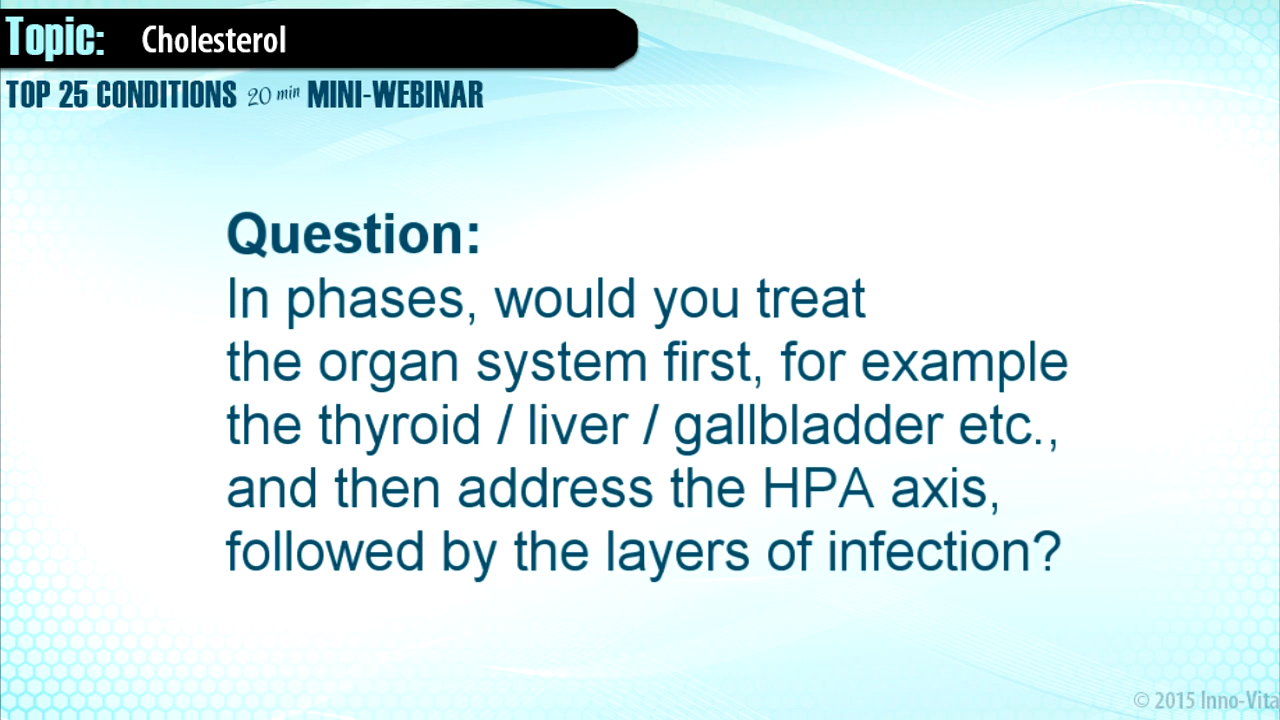 Topic: Cholesterol
TOP 25 CONDITIONS 20 min MINI-WEBINAR
Question:
In phases, would you treat
the organ system first, for example
the thyroid / liver / gallbladder etc.,
and then address the HPA axis,
followed by the layers of infection?
© 2015 Inno-Vita